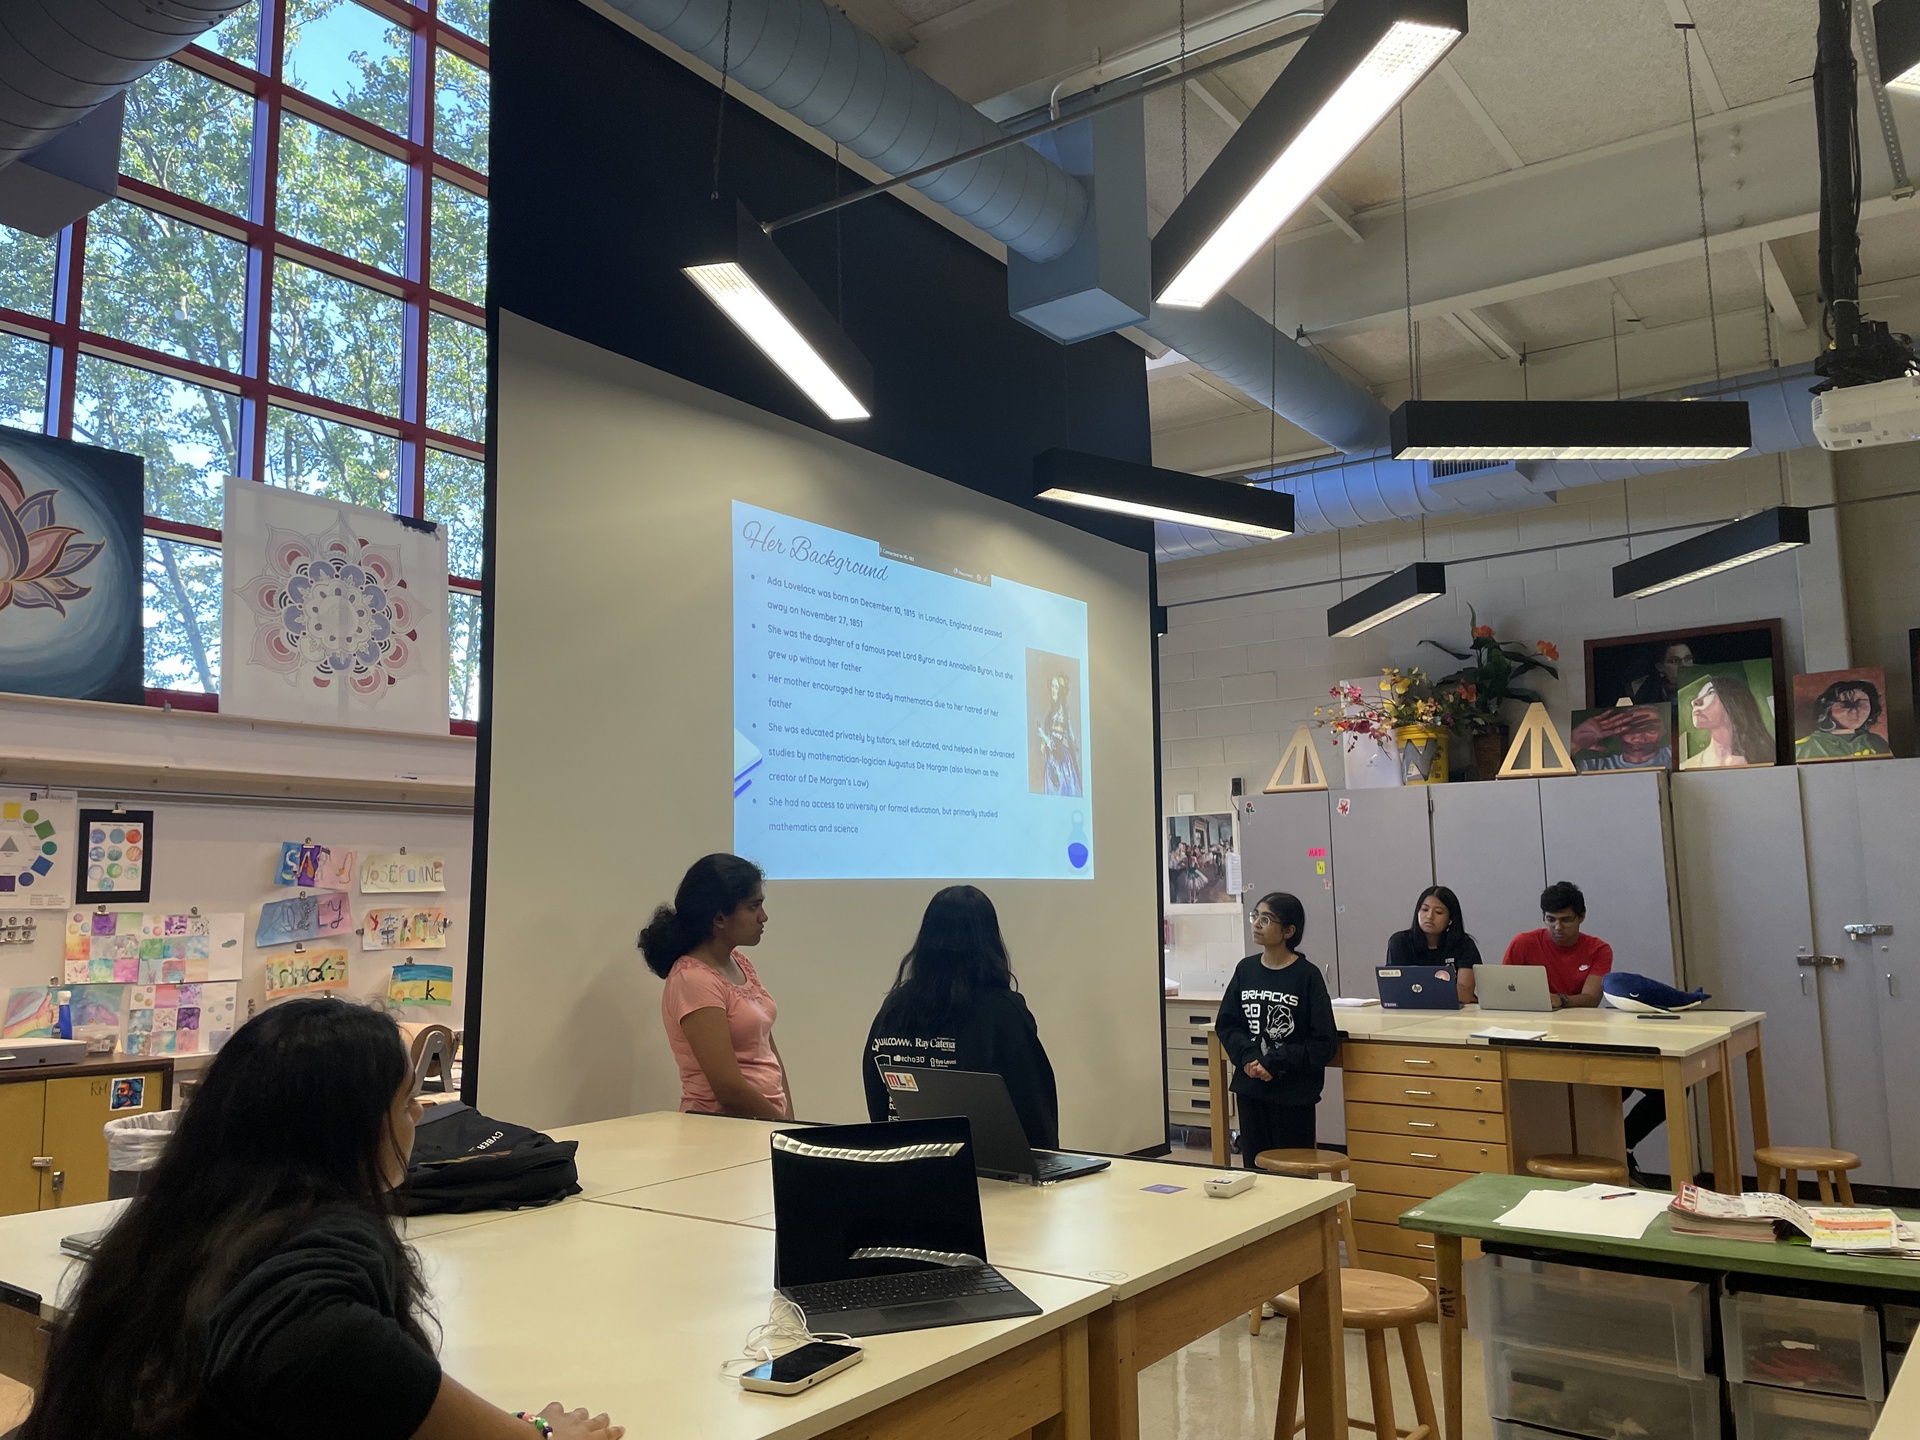 Her Background
Ada Lovelace was born on December 10, 1815 in London, England and passed
away on November 27, 1851
She was the daughter of a famous poet Lord Byron and Annabella Byron, but she
grew up without her father
Her mother encouraged her to study mathematics due to her hatred of her
father
She was educated privately by tutors, self educated, and helped in her advanced
studies by mathematician-logician Augustus De Morgan (also known as the
creator of De Morgan's Law)
She had no access to university or formal education, but primarily studied
mathematics and science
JOSEPHINE
k
BRHACKS
20
23
QUALCOMM Ray Catena
echo3D
MLH
hp
CYBER